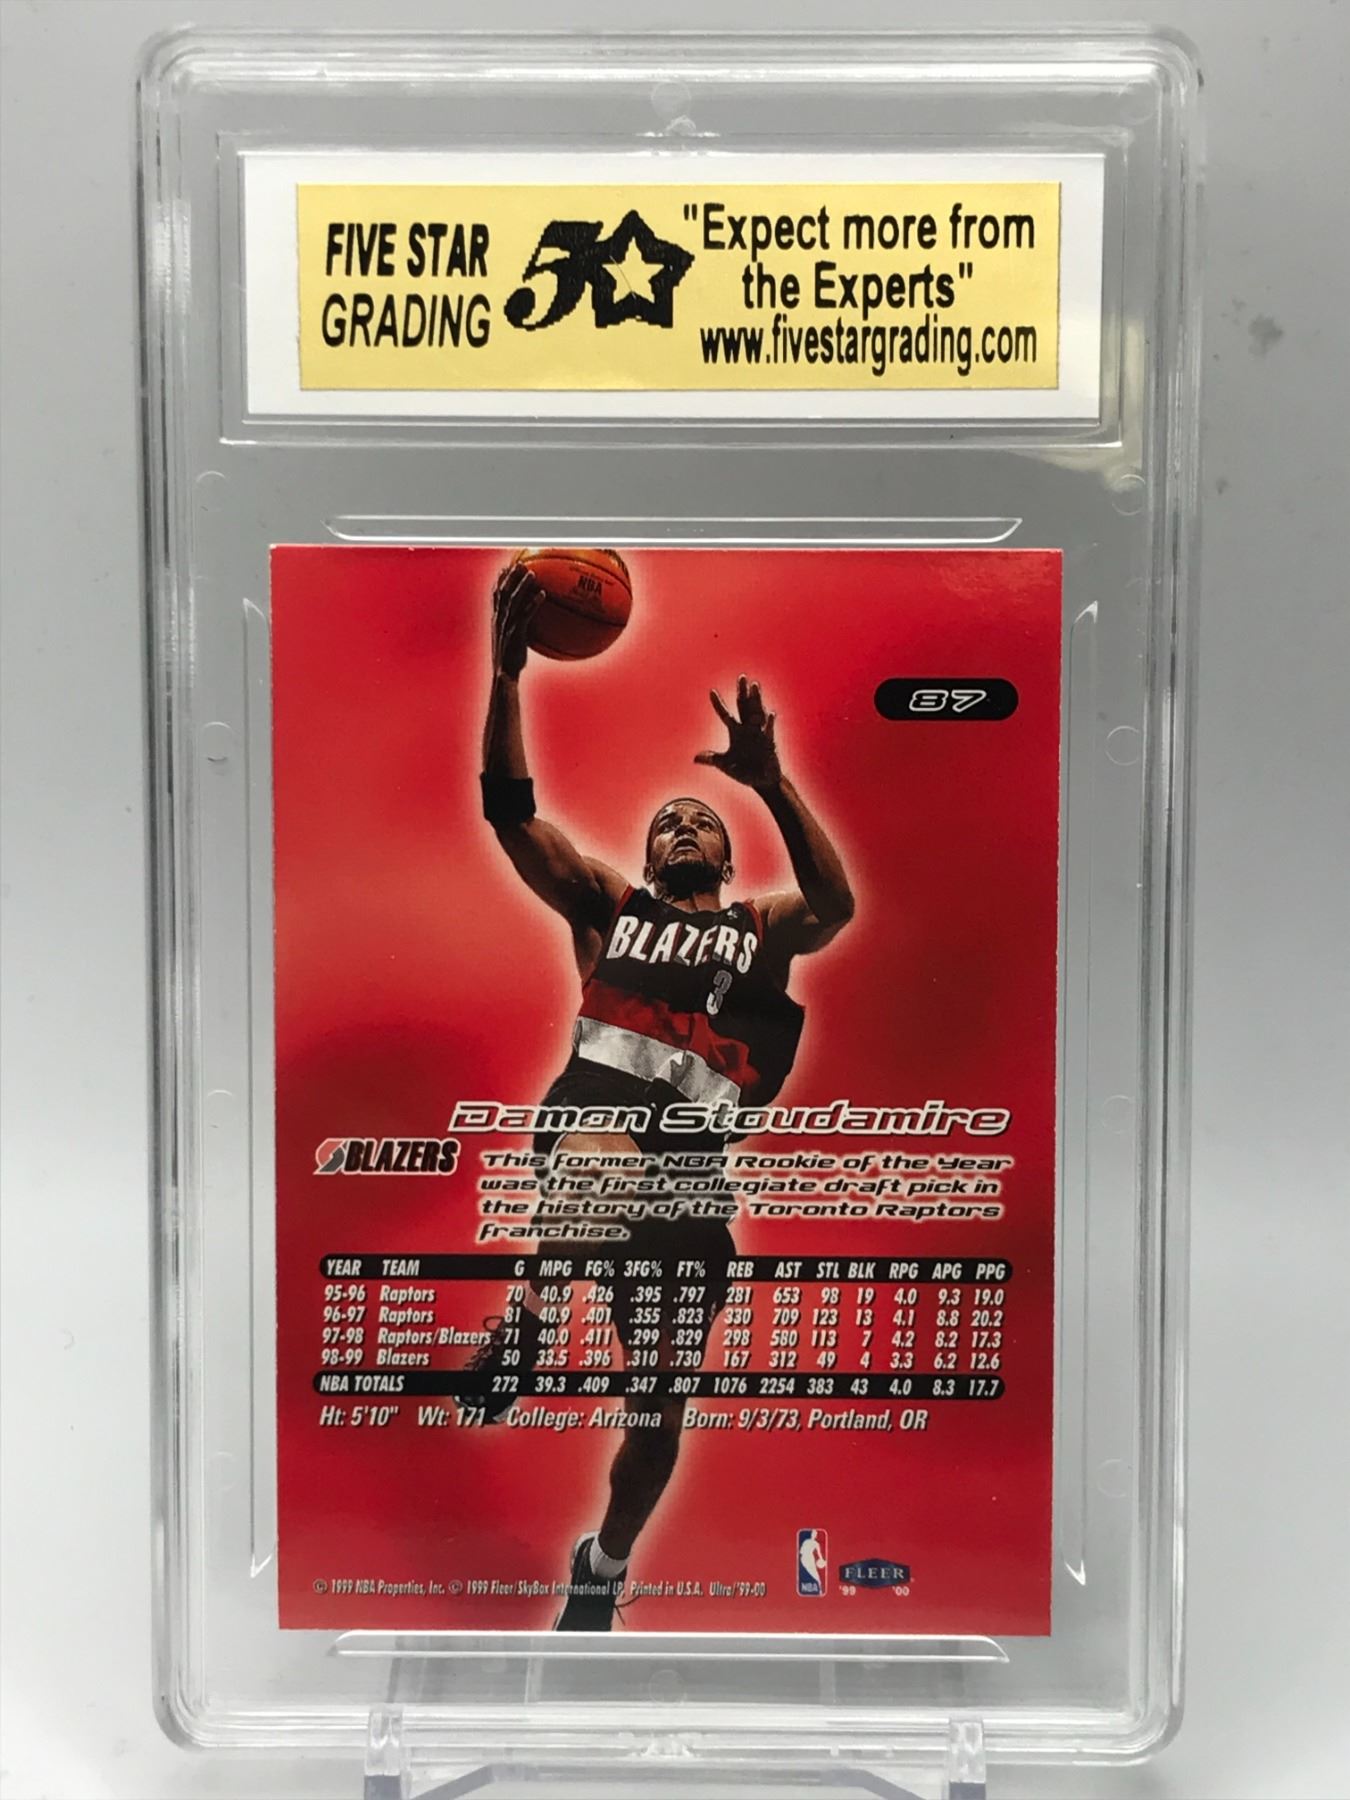 FIVE STAR
GRADING
5
"Expect more from
the Experts"
www.fivestargrading.com
NBA
87
BLAZERS
3
Damon Stoudamire
BLAZERS
This former NBA Rookie of the Year
was the first collegiate draft pick in
the history of the Toronto Raptors
franchise.
YEAR TEAM G MPG FG% 3FG% FT% REB AST STL BLK RPG APG PPG
95-96 Raptors 70 40.9 .426 .395 .797 281 653 98 19 4.0 9.3 19.0
96-97 Raptors 81 40.9 .401 .355 .823 330 709 123 13 4.1 8.8 20.2
97-98 Raptors/Blazers 71 40.0 .411 .299 .829 298 580 113 7 4.2 8.2 17.3
98-99 Blazers 50 33.5 .396 .310 .730 167 312 49 4 3.3 6.2 12.6
NBA TOTALS 272 39.3 .409 .347 .807 1076 2254 383 43 4.0 8.3 17.7
Ht: 5'10" Wt: 171 College: Arizona Born: 9/3/73, Portland, OR
© 1999 NBA Properties, Inc. © 1999 Fleer/SkyBox International LP, Printed in U.S.A. Ultra/'99-00
NBA
FLEER
'99 '00